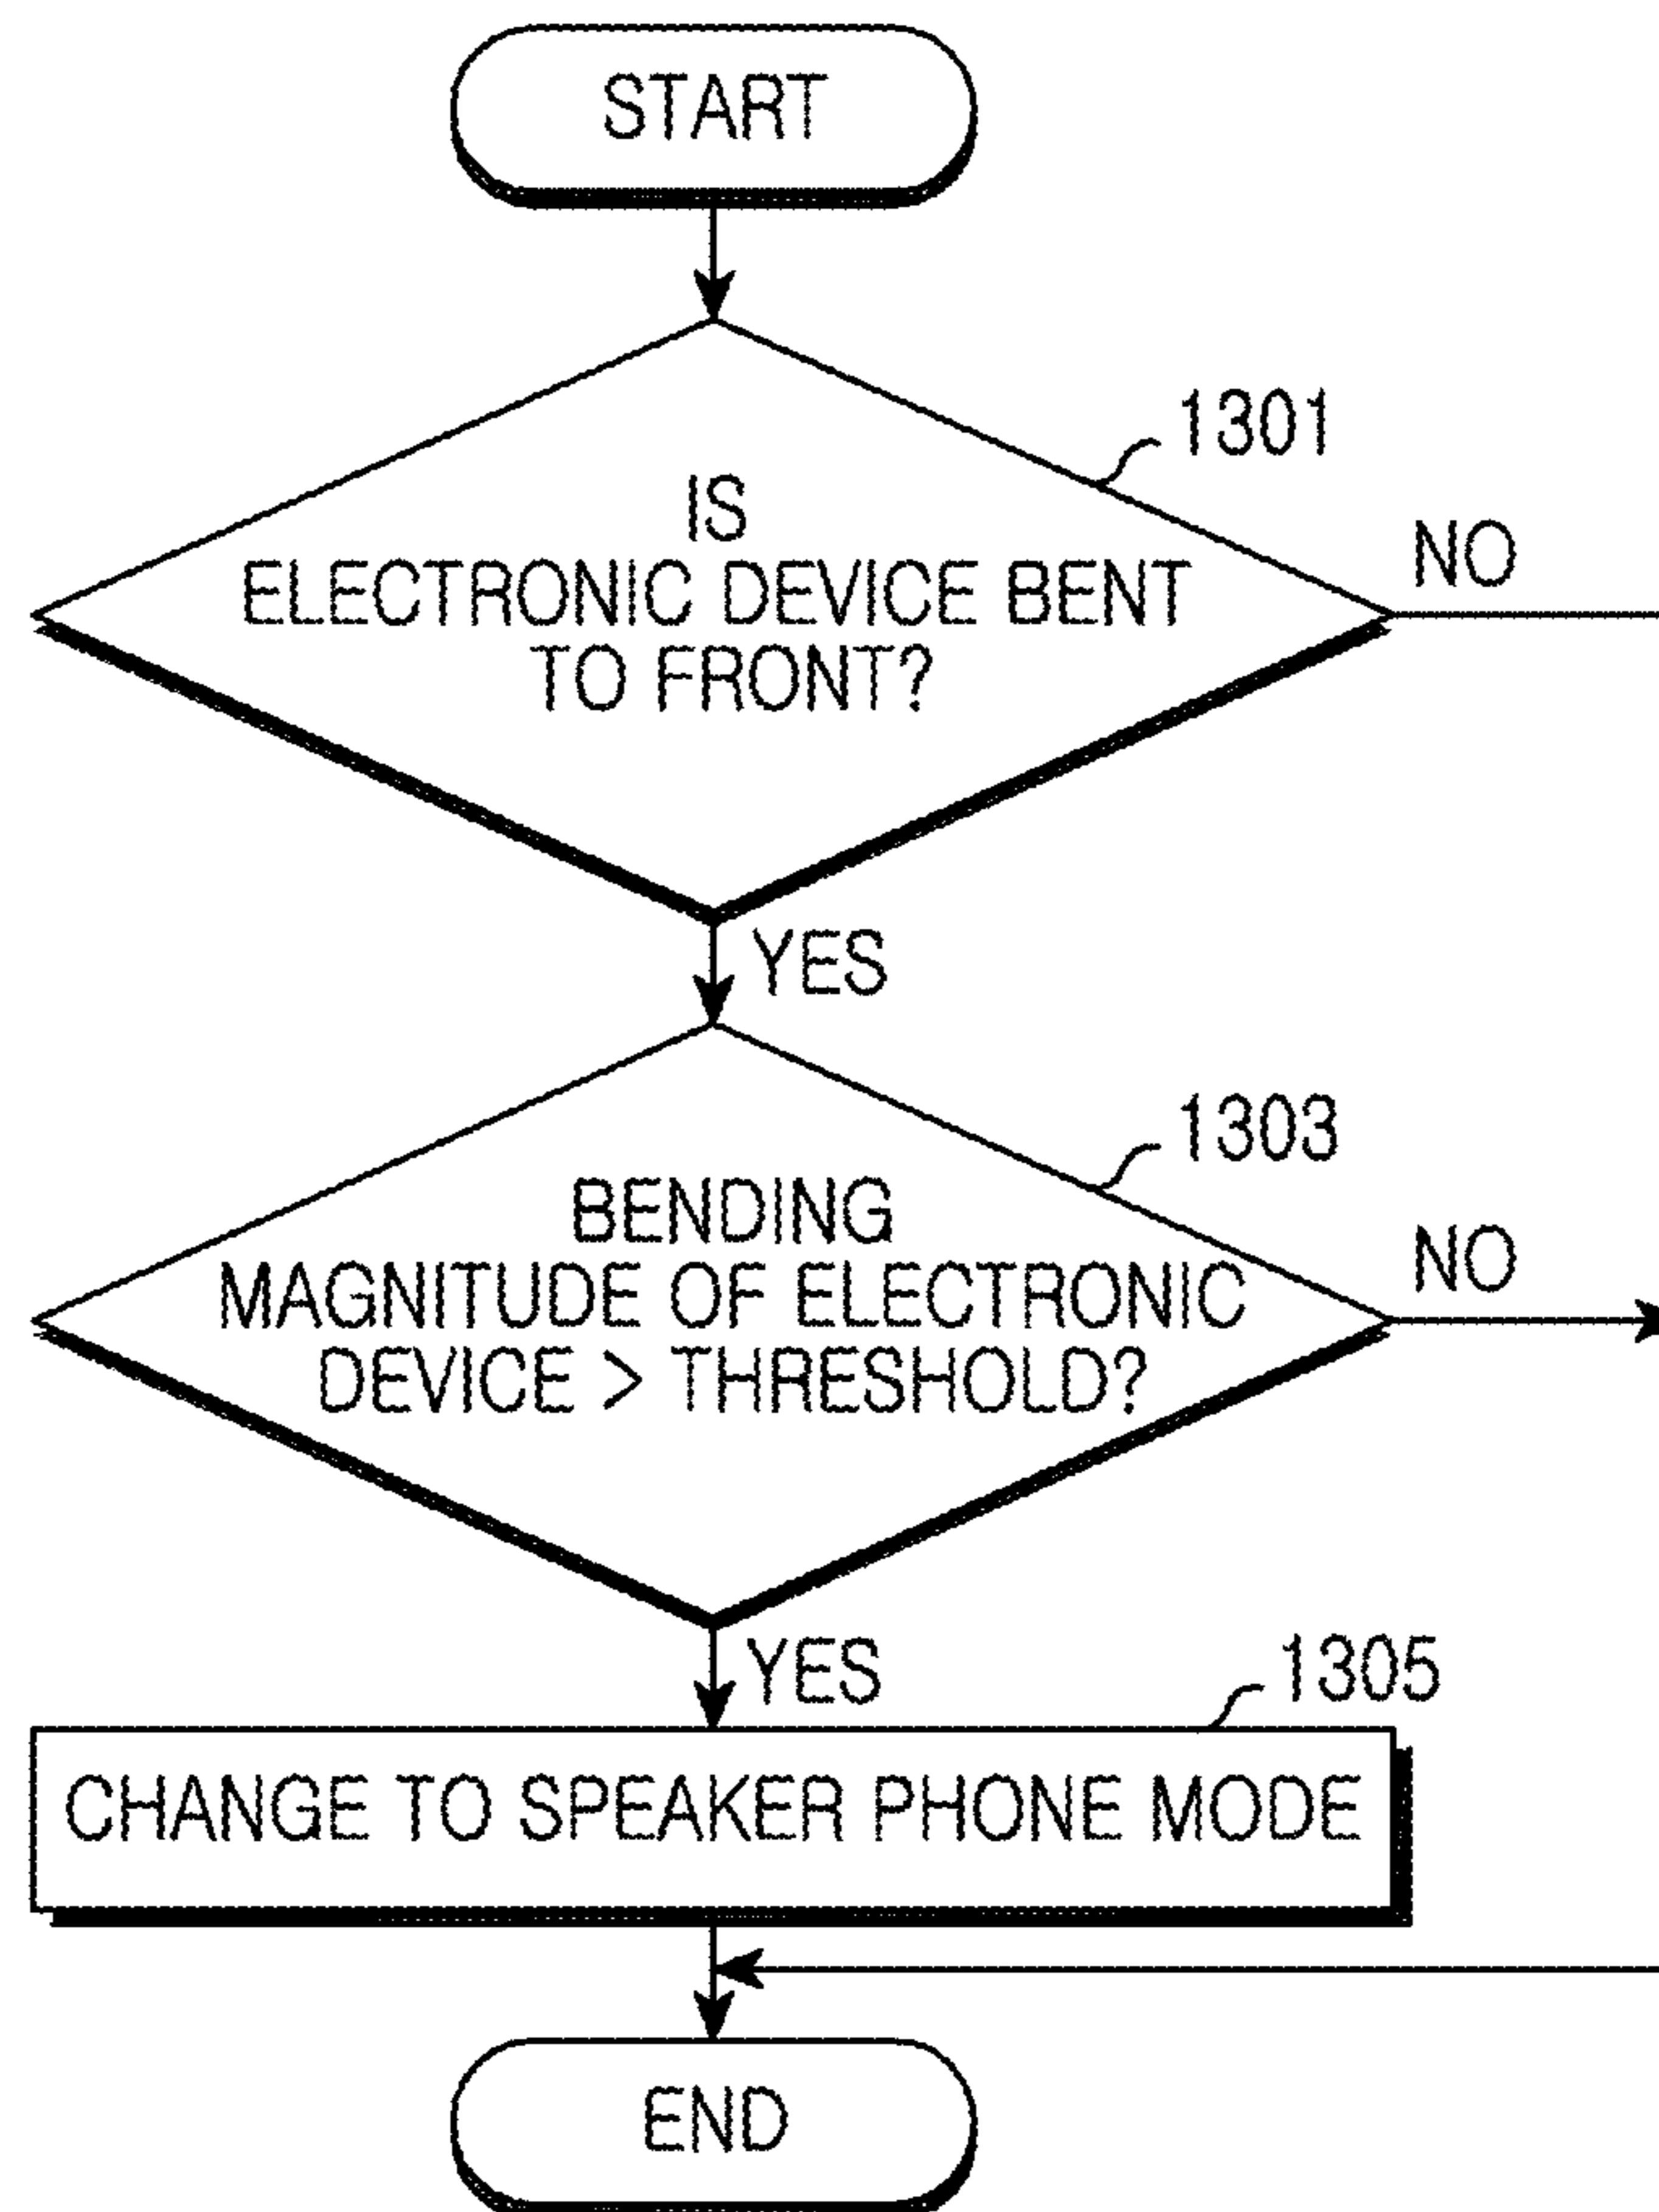 START
1301
IS
ELECTRONIC DEVICE BENT
TO FRONT?
NO
YES
1303
BENDING
MAGNITUDE OF ELECTRONIC
DEVICE > THRESHOLD?
NO
YES
1305
CHANGE TO SPEAKER PHONE MODE
END